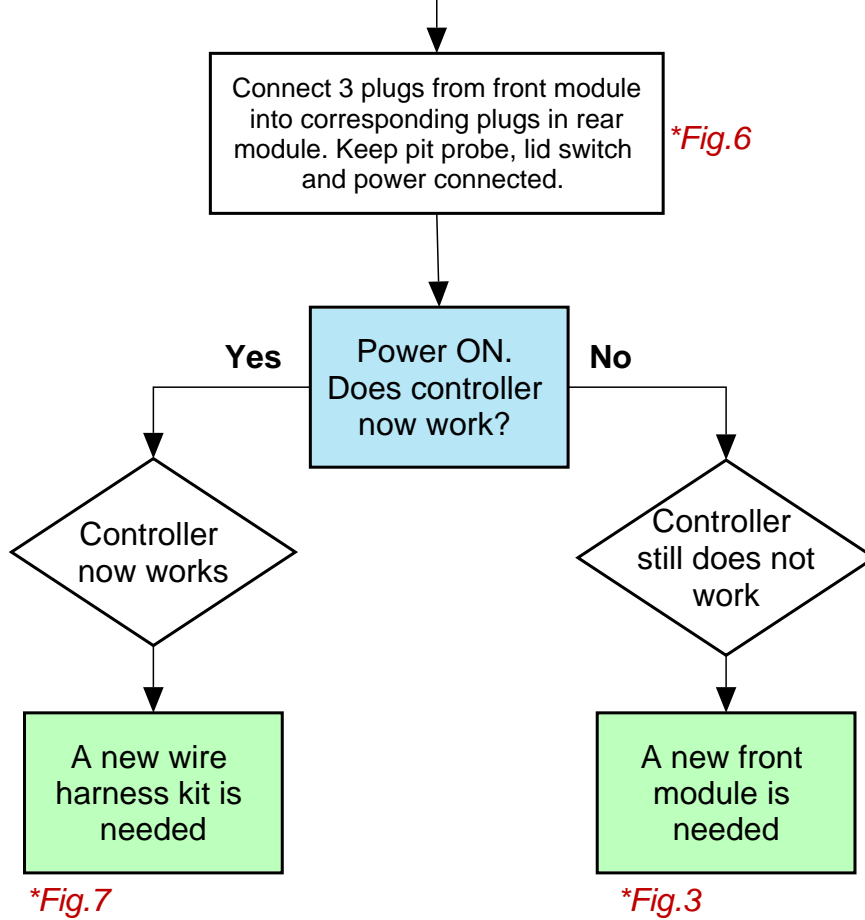 Connect 3 plugs from front module
into corresponding plugs in rear
module. Keep pit probe, lid switch
and power connected.
*Fig.6
Yes
Power ON.
Does controller
now work?
No
Controller
now works
Controller
still does not
work
A new wire
harness kit is
needed
*Fig.7
A new front
module is
needed
*Fig.3